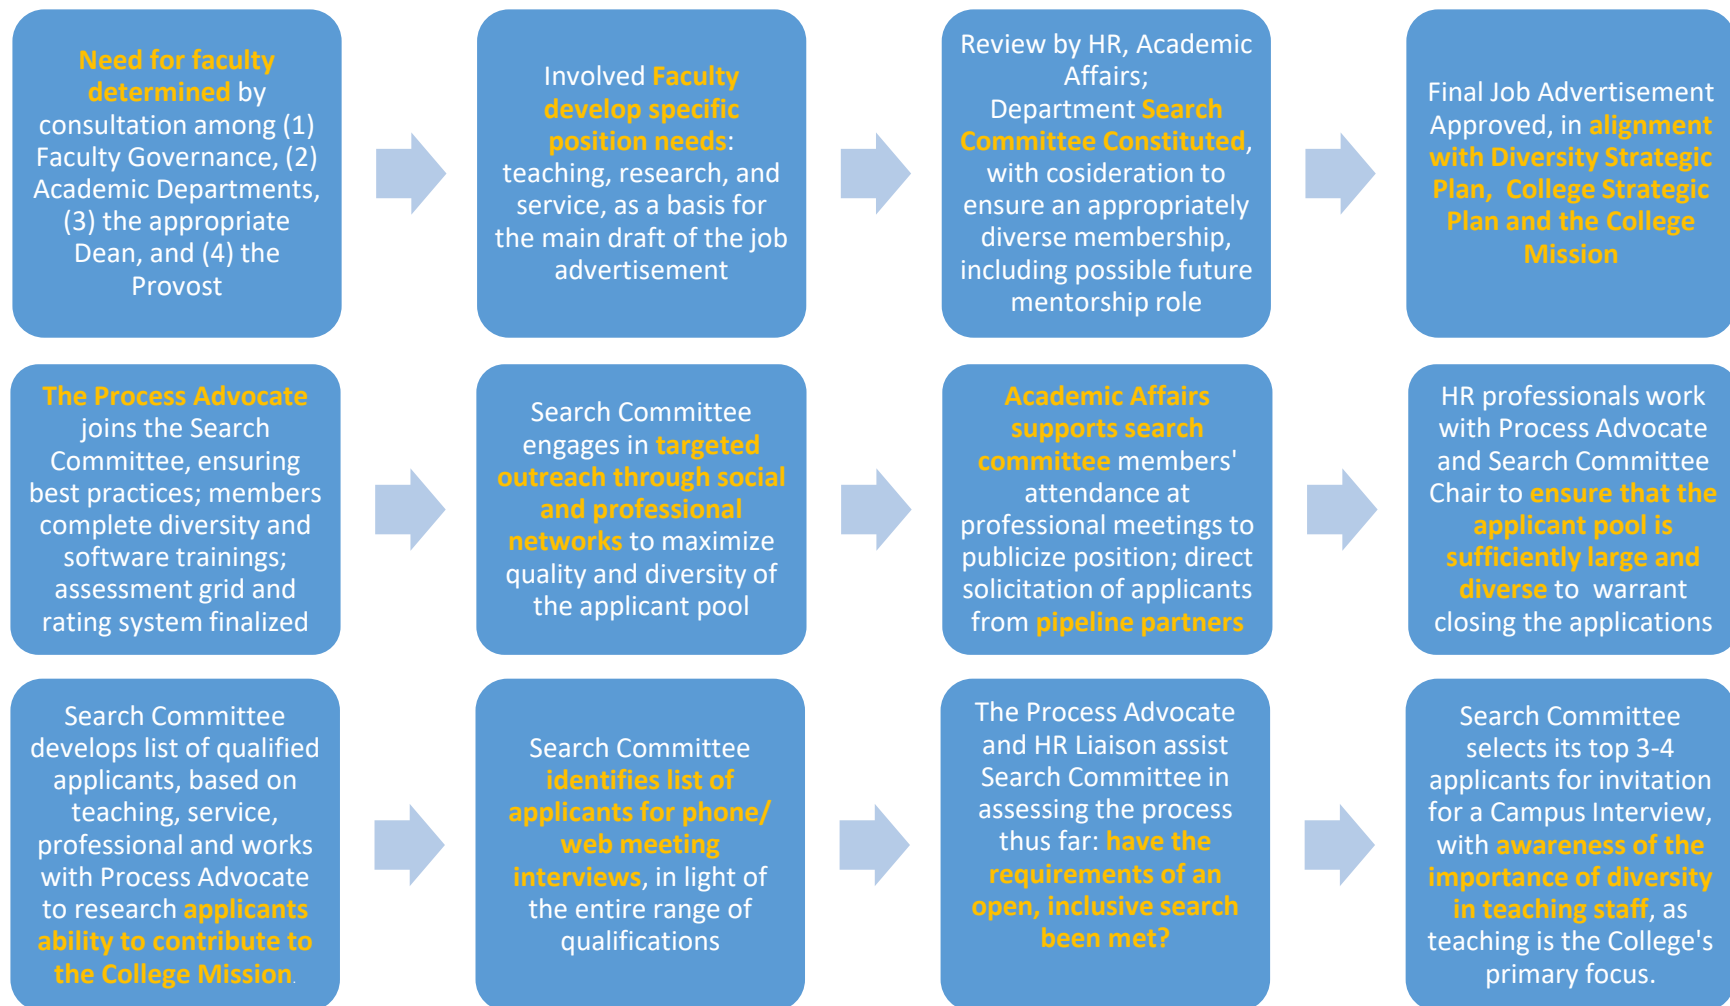 Need for faculty
determined by
consultation among (1)
Faculty Governance, (2)
Academic Departments,
(3) the appropriate
Dean, and (4) the
Provost
Involved Faculty
develop specific
position needs:
teaching, research, and
service, as a basis for
the main draft of the job
advertisement
Review by HR, Academic
Affairs;
Department Search
Committee Constituted,
with cosideration to
ensure an appropriately
diverse membership,
including possible future
mentorship role
Final Job Advertisement
Approved, in alignment
with Diversity Strategic
Plan, College Strategic
Plan and the College
Mission
The Process Advocate
joins the Search
Committee, ensuring
best practices; members
complete diversity and
software trainings;
assessment grid and
rating system finalized
Search Committee
engages in targeted
outreach through social
and professional
networks to maximize
quality and diversity of
the applicant pool
Academic Affairs
supports search
committee members'
attendance at
professional meetings to
publicize position; direct
solicitation of applicants
from pipeline partners
HR professionals work
with Process Advocate
and Search Committee
Chair to ensure that the
applicant pool is
sufficiently large and
diverse to warrant
closing the applications
Search Committee
develops list of qualified
applicants, based on
teaching, service,
professional and works
with Process Advocate
to research applicants
ability to contribute to
the College Mission.
Search Committee
identifies list of
applicants for phone/
web meeting
interviews, in light of
the entire range of
qualifications
The Process Advocate
and HR Liaison assist
Search Committee in
assessing the process
thus far: have the
requirements of an
open, inclusive search
been met?
Search Committee
selects its top 3-4
applicants for invitation
for a Campus Interview,
with awareness of the
importance of diversity
in teaching staff, as
teaching is the College's
primary focus.